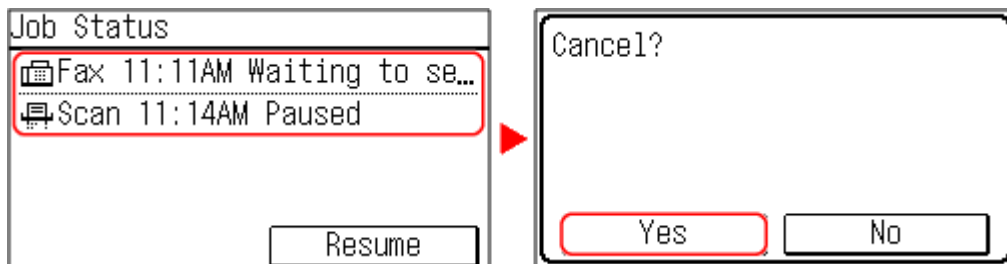 Job Status
Fax 11:11AM Waiting to se...
Scan 11:14AM Paused
Resume
Cancel?
Yes
No